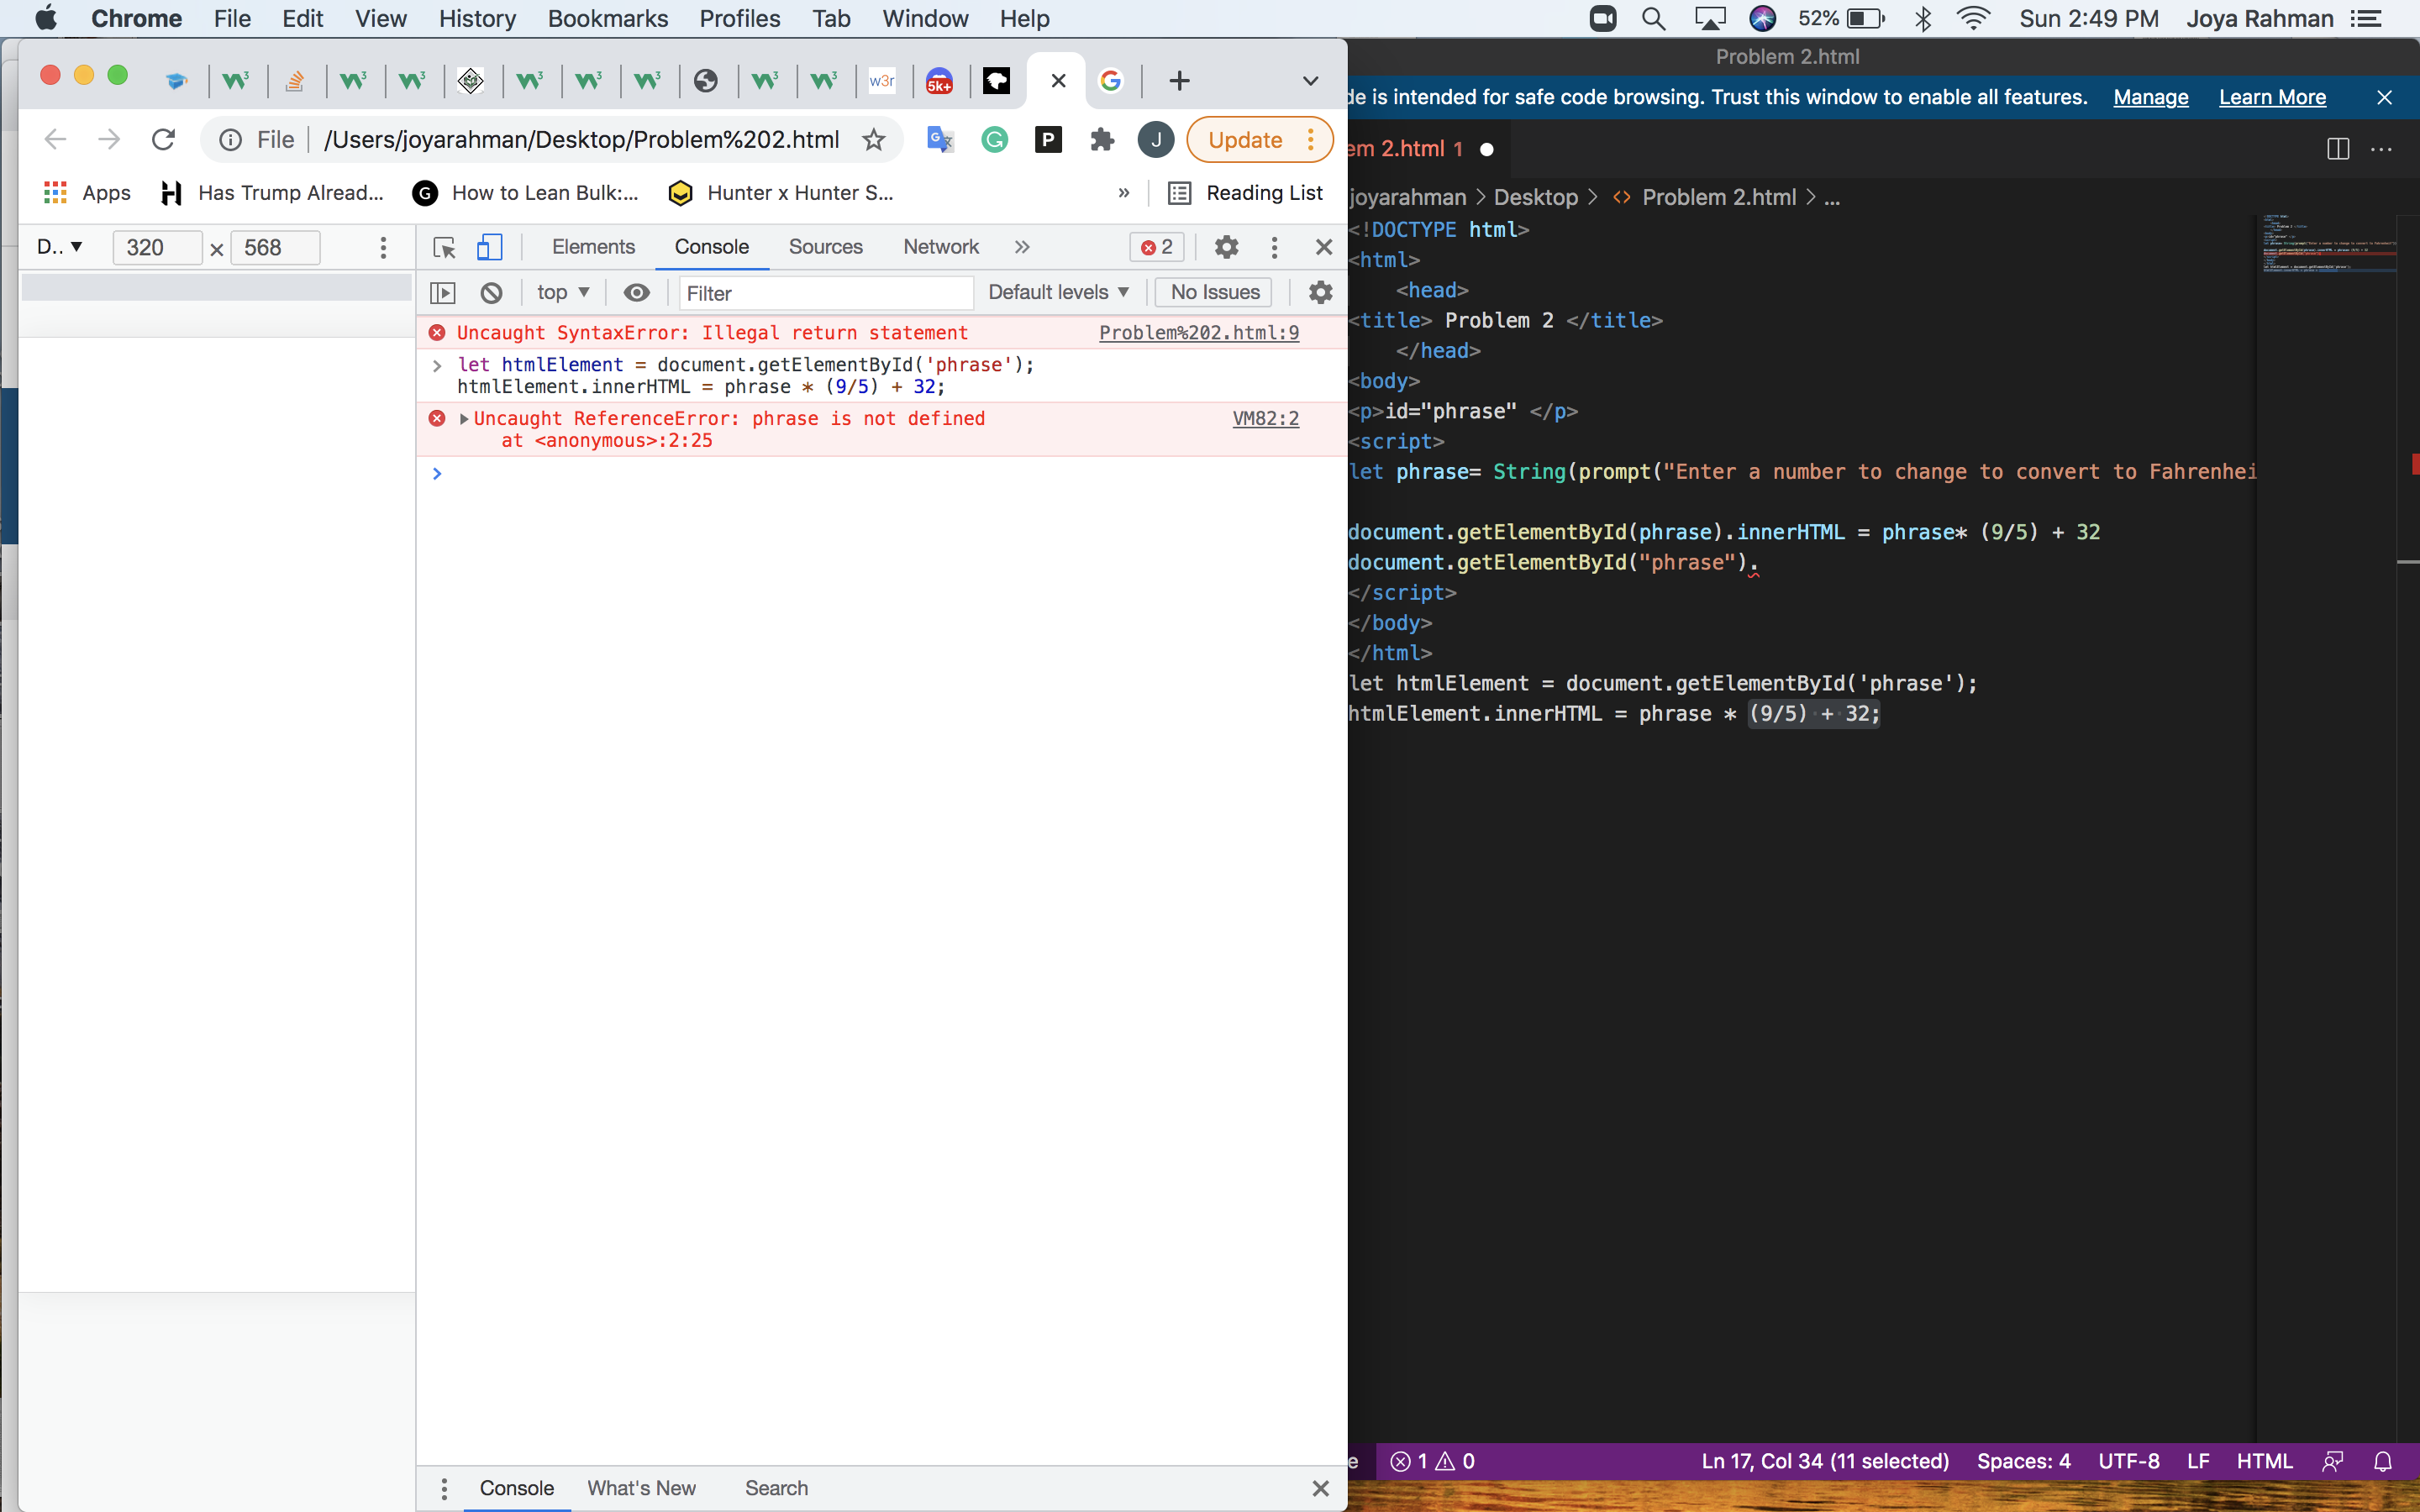 Chrome File Edit View History Bookmarks Profiles Tab Window Help 52% Sun 2:49 PM Joya Rahman
w3r 5k+
File /Users/joyarahman/Desktop/Problem%202.html P J Update
Apps Has Trump Alread... How to Lean Bulk:... Hunter x Hunter S... » Reading List
D.. ▼ 320 × 568 Elements Console Sources Network » 2
top ▼ Filter Default levels ▼ No Issues
Uncaught SyntaxError: Illegal return statement Problem%202.html:9
> let htmlElement = document.getElementById('phrase');
htmlElement.innerHTML = phrase * (9/5) + 32;
Uncaught ReferenceError: phrase is not defined VM82:2
at <anonymous>:2:25
>
Console What's New Search
Problem 2.html
de is intended for safe code browsing. Trust this window to enable all features. Manage Learn More
em 2.html 1
joyarahman > Desktop > <> Problem 2.html > ...
<!DOCTYPE html>
<html>
<head>
<title> Problem 2 </title>
</head>
<body>
<p>id="phrase" </p>
<script>
let phrase= String(prompt("Enter a number to change to convert to Fahrenhei
document.getElementById(phrase).innerHTML = phrase* (9/5) + 32
document.getElementById("phrase").
</script>
</body>
</html>
let htmlElement = document.getElementById('phrase');
htmlElement.innerHTML = phrase * (9/5) + 32;
e 1 0 Ln 17, Col 34 (11 selected) Spaces: 4 UTF-8 LF HTML